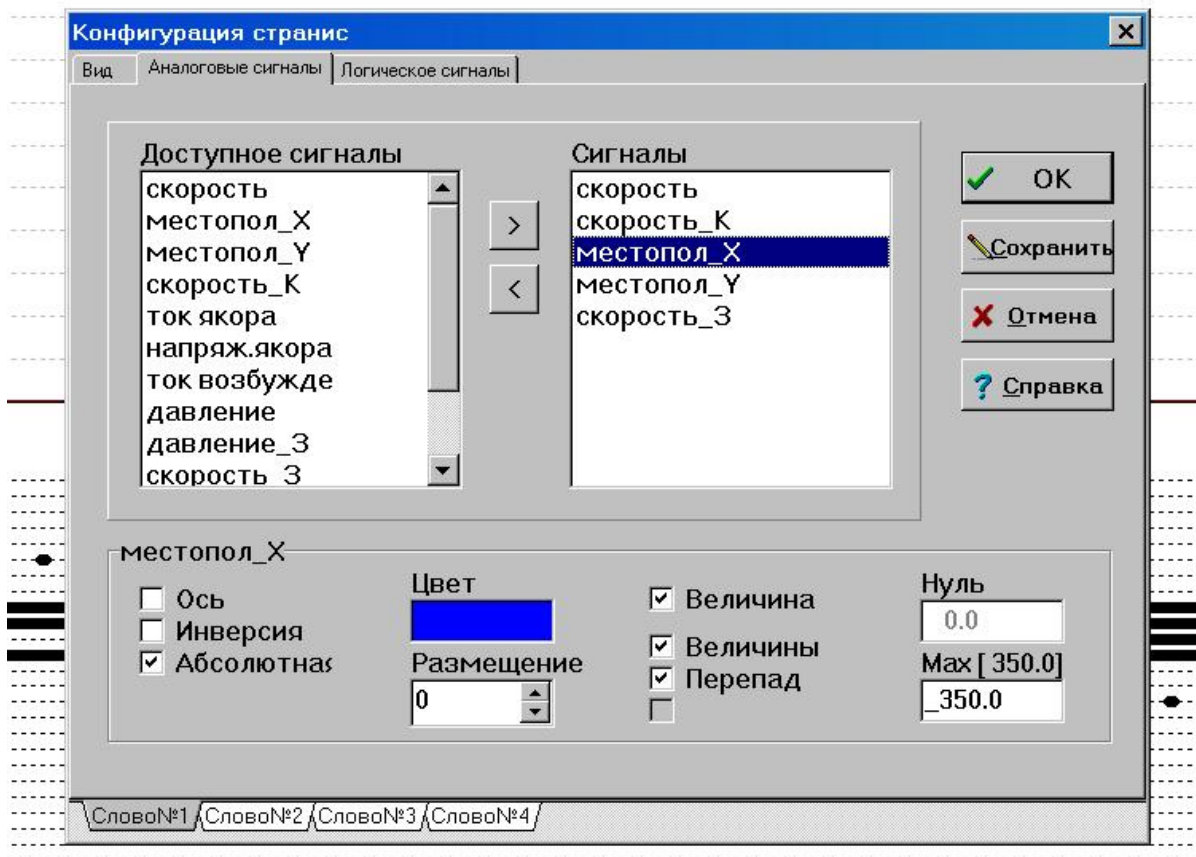 Конфигурация странис
Вид
Аналоговые сигналы
Логическое сигналы
Доступное сигналы
скорость
местопол_X
местопол_Y
скорость_К
ток якора
напряж.якора
ток возбужде
давление
давление_З
скорость_З
>
<
Сигналы
скорость
скорость_К
местопол_X
местопол_Y
скорость_З
OK
Сохранить
Отмена
? Справка
местопол_X
Ось
Инверсия
Абсолютная
Цвет
Размещение
0
Величина
Величины
Перепад
Нуль
0.0
Max [ 350.0]
_350.0
Слово№1
Слово№2
Слово№3
Слово№4